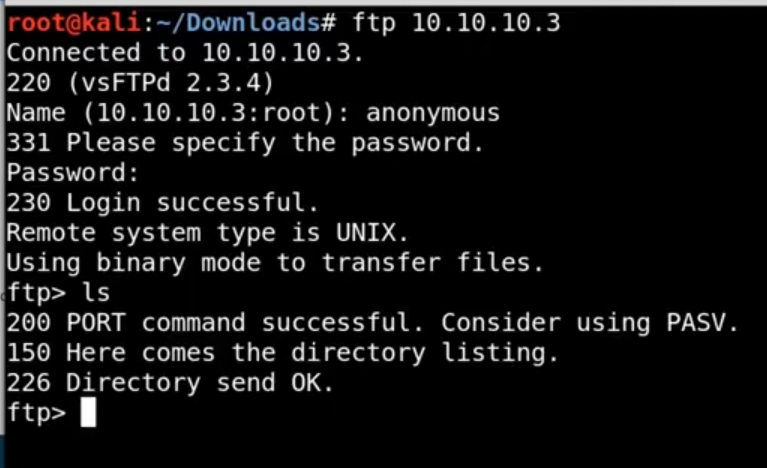 root@kali:~/Downloads# ftp 10.10.10.3
Connected to 10.10.10.3.
220 (vsFTPd 2.3.4)
Name (10.10.10.3:root): anonymous
331 Please specify the password.
Password:
230 Login successful.
Remote system type is UNIX.
Using binary mode to transfer files.
ftp> ls
200 PORT command successful. Consider using PASV.
150 Here comes the directory listing.
226 Directory send OK.
ftp>